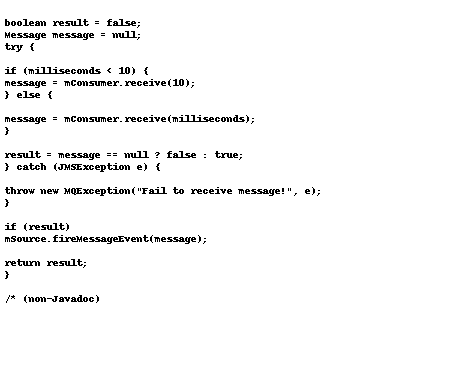 boolean result = false;
Message message = null;
try {
if (milliseconds < 10) {
message = mConsumer.receive(10);
} else {
message = mConsumer.receive(milliseconds);
}
result = message == null ? false : true;
} catch (JMSException e) {
throw new MQException("Fail to receive message!", e);
}
if (result)
mSource.fireMessageEvent(message);
return result;
}
/* (non-Javadoc)